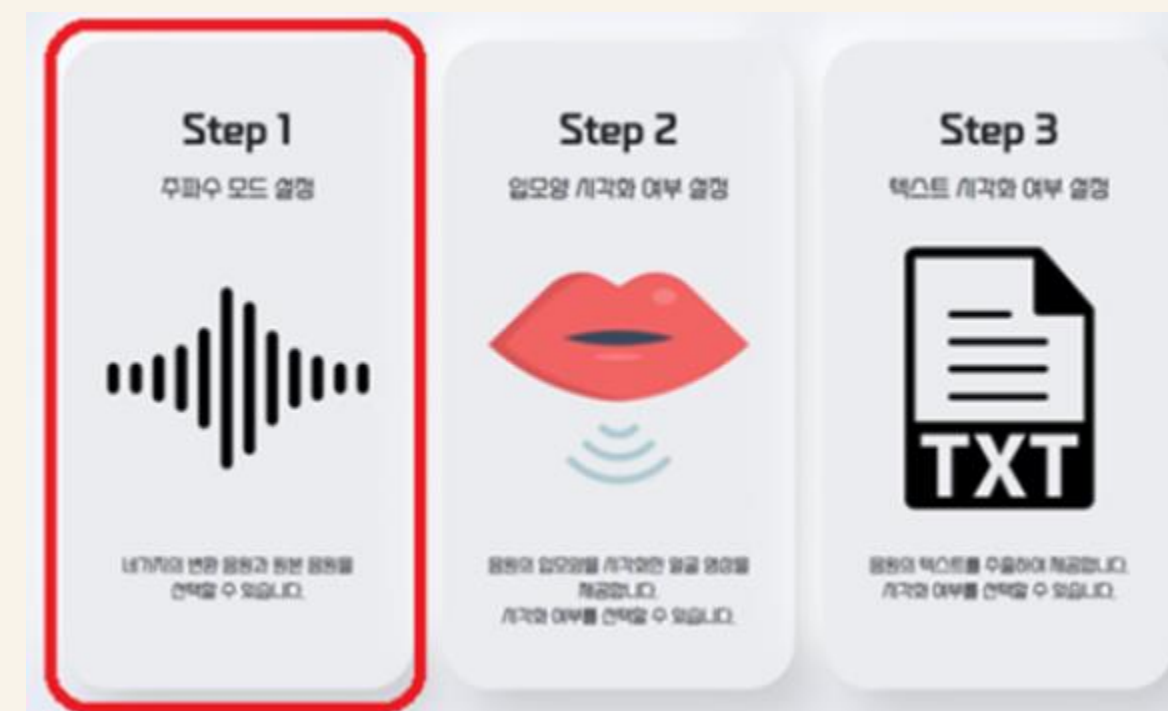 Step 1
주파수 모드 설정
네가지의 변환 음원과 원본 음원을
선택할 수 있습니다.
Step 2
입모양 시각화 여부 설정
음원의 입모양을 시각화한 얼굴 영상을
제공합니다.
시각화 여부를 선택할 수 있습니다.
Step 3
텍스트 시각화 여부 설정
TXT
음원의 텍스트를 추출하여 제공합니다.
시각화 여부를 선택할 수 있습니다.